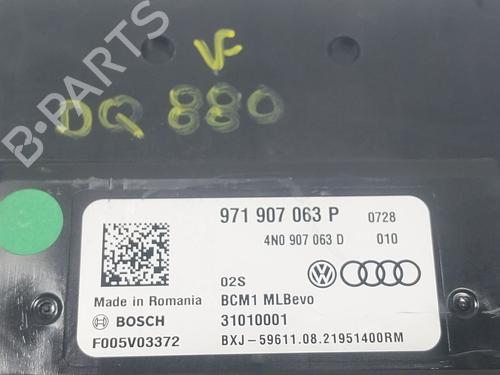 VF
DQ 880
B-PARTS
971 907 063 P 0728
4N0 907 063 D 010
02S
Made in Romania BCM1 MLBevo
BOSCH 31010001
F005V03372 BXJ-59611.08.21951400RM